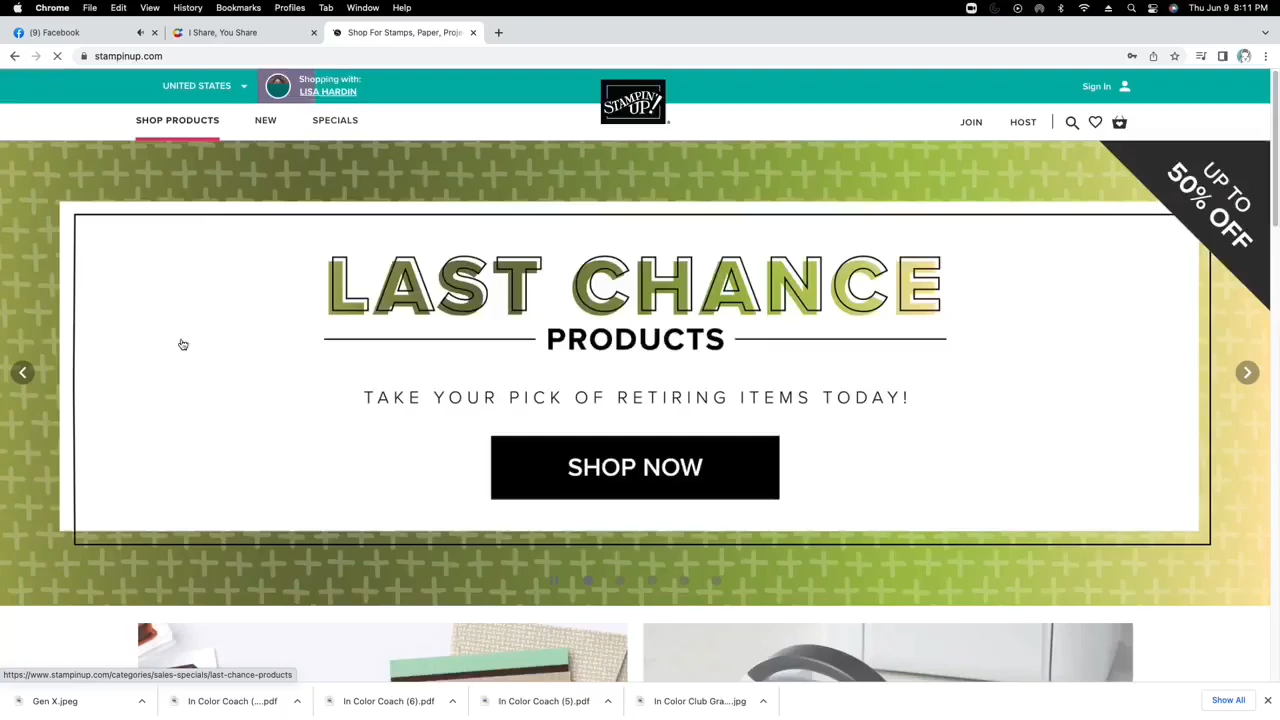 Chrome File Edit View History Bookmarks Profiles Tab Window Help Thu Jun 9 8:11 PM
(9) Facebook I Share, You Share Shop For Stamps, Paper, Proje
stampinup.com
UNITED STATES Shopping with: Sign In
LISA HARDIN
STAMPIN' UP!
SHOP PRODUCTS NEW SPECIALS JOIN HOST
UP TO
50% OFF
LAST CHANCE
PRODUCTS
TAKE YOUR PICK OF RETIRING ITEMS TODAY!
SHOP NOW
https://www.stampinup.com/categories/sales-specials/last-chance-products
Gen X.jpeg In Color Coach (....pdf In Color Coach (6).pdf In Color Coach (5).pdf In Color Club Gra....jpg Show All